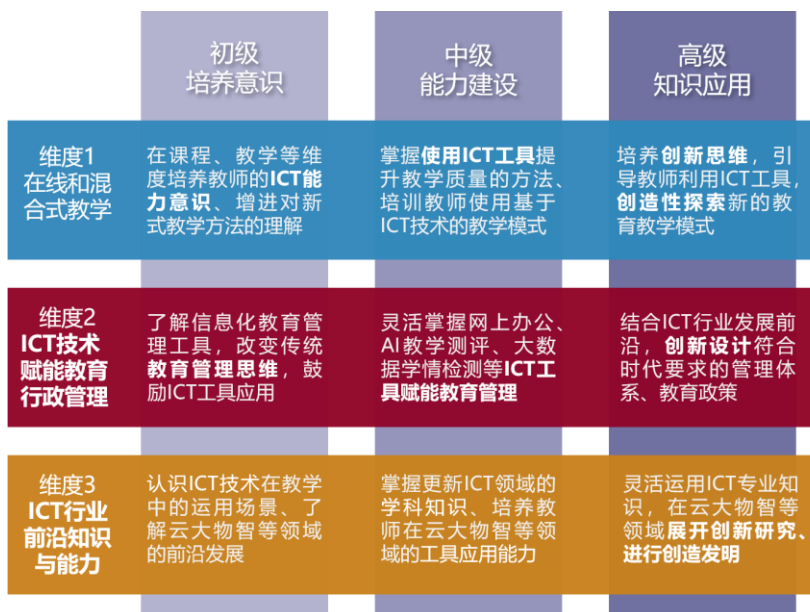 初级
培养意识
中级
能力建设
高级
知识应用
维度1
在线和混
合式教学
在课程、教学等维
度培养教师的ICT能
力意识、增进对新
式教学方法的理解
掌握使用ICT工具提
升教学质量的方法、
培训教师使用基于
ICT技术的教学模式
培养创新思维，引
导教师利用ICT工具，
创造性探索新的教
育教学模式
维度2
ICT技术
赋能教育
行政管理
了解信息化教育管
理工具，改变传统
教育管理思维，鼓
励ICT工具应用
灵活掌握网上办公、
AI教学测评、大数
据学情检测等ICT工
具赋能教育管理
结合ICT行业发展前
沿，创新设计符合
时代要求的管理体
系、教育政策
维度3
ICT行业
前沿知识
与能力
认识ICT技术在教学
中的运用场景、了
解云大物智等领域
的前沿发展
掌握更新ICT领域的
学科知识、培养教
师在云大物智等领
域的工具应用能力
灵活运用ICT专业知
识，在云大物智等
领域展开创新研究、
进行创造发明